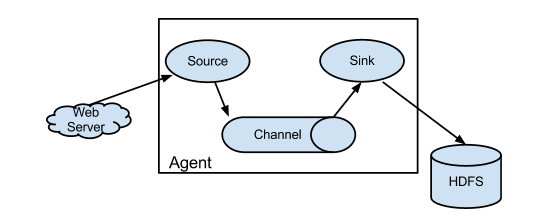 Source
Sink
Web
Server
Channel
Agent
HDFS